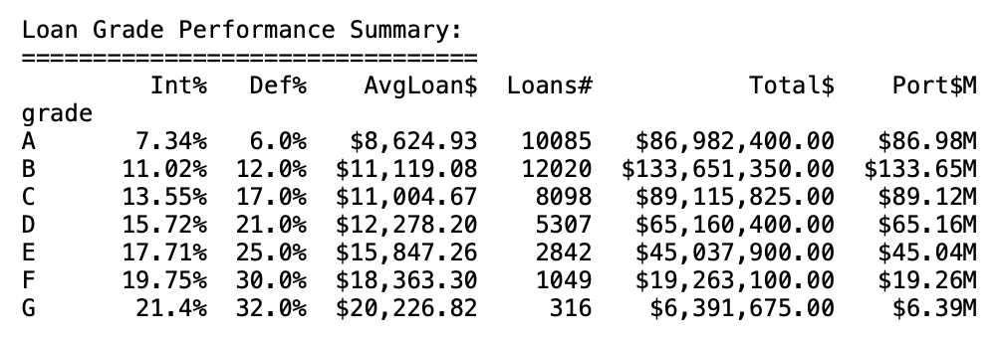 Loan Grade Performance Summary:
================================
Int% Def% AvgLoan$ Loans# Total$ Port$M
grade
A 7.34% 6.0% $8,624.93 10085 $86,982,400.00 $86.98M
B 11.02% 12.0% $11,119.08 12020 $133,651,350.00 $133.65M
C 13.55% 17.0% $11,004.67 8098 $89,115,825.00 $89.12M
D 15.72% 21.0% $12,278.20 5307 $65,160,400.00 $65.16M
E 17.71% 25.0% $15,847.26 2842 $45,037,900.00 $45.04M
F 19.75% 30.0% $18,363.30 1049 $19,263,100.00 $19.26M
G 21.4% 32.0% $20,226.82 316 $6,391,675.00 $6.39M